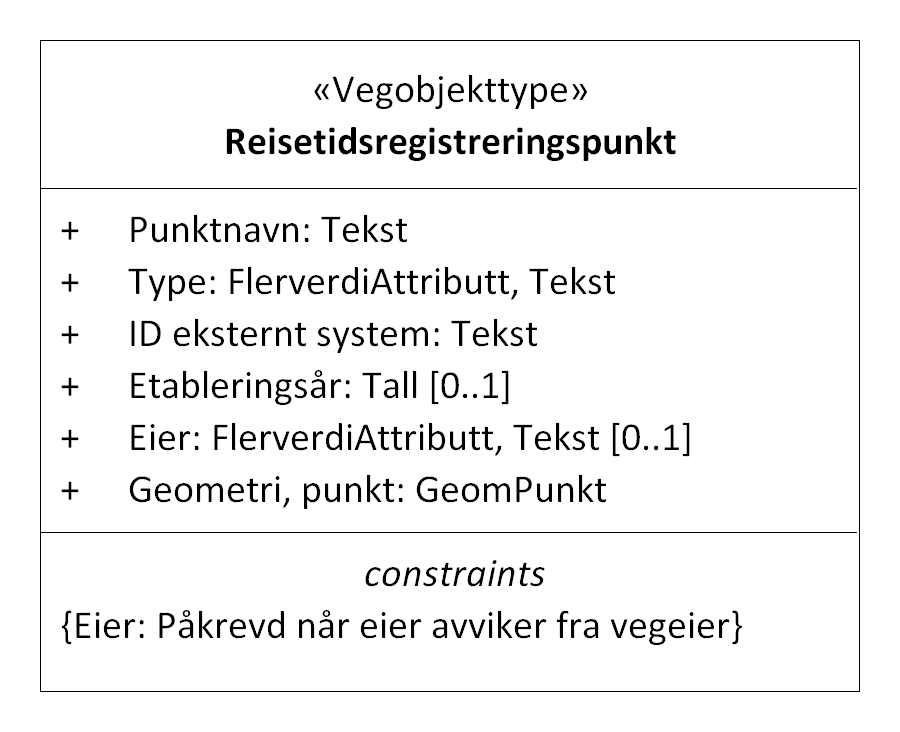 «Vegobjekttype»
Reisetidsregistreringspunkt
+ Punktnavn: Tekst
+ Type: FlerverdiAttributt, Tekst
+ ID eksternt system: Tekst
+ Etableringsår: Tall [0..1]
+ Eier: FlerverdiAttributt, Tekst [0..1]
+ Geometri, punkt: GeomPunkt
constraints
{Eier: Påkrevd når eier avviker fra vegeier}